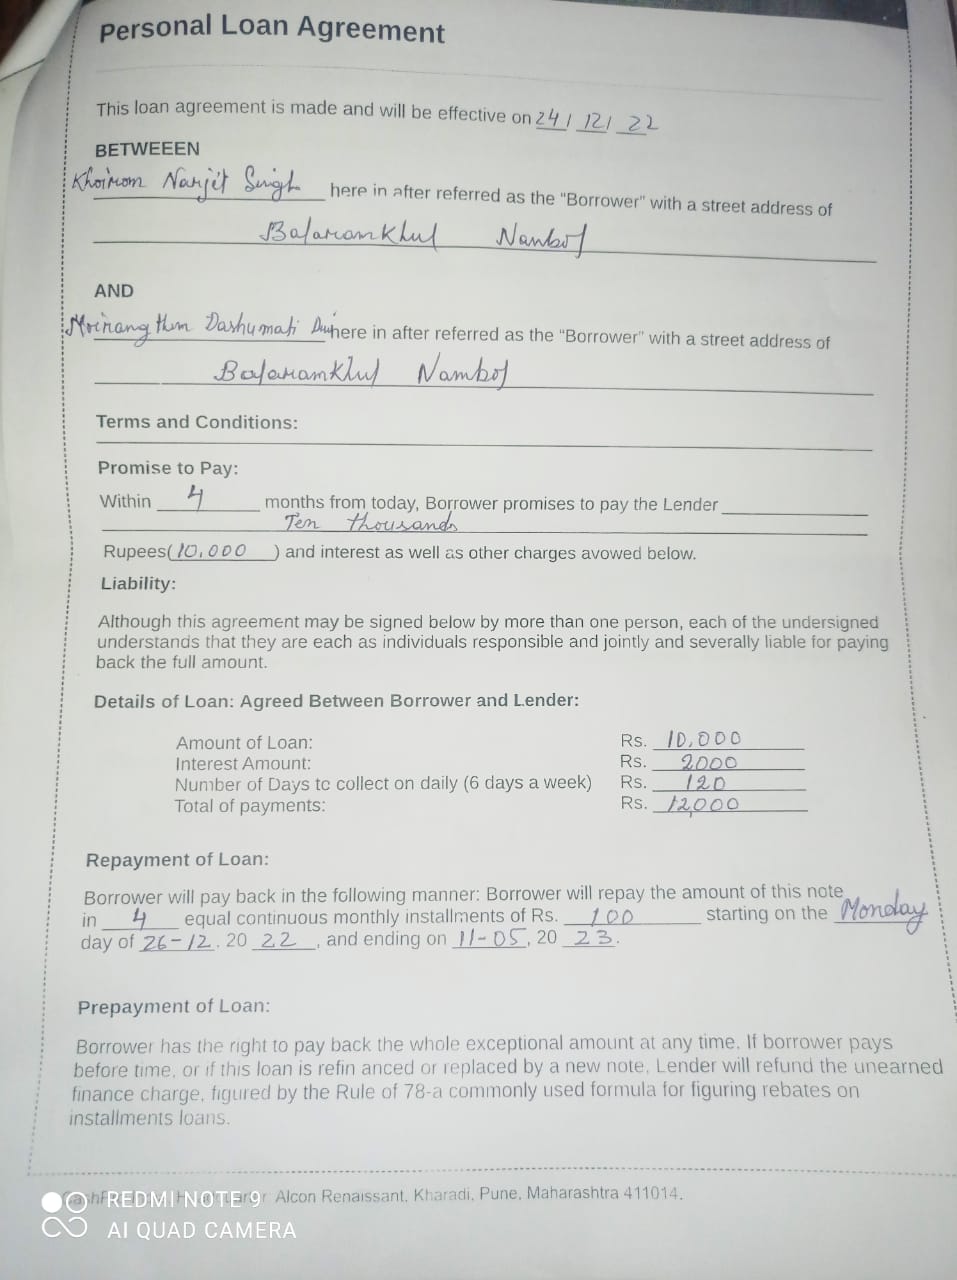 Personal Loan Agreement
This loan agreement is made and will be effective on 24/ 12/ 22
BETWEEEN
Khoirom Narjit Singh here in after referred as the “Borrower” with a street address of
Balaramkhul Nambol
AND
Moirangthem Dashumati Devi here in after referred as the “Borrower” with a street address of
Balaramkhul Nambol
Terms and Conditions:
Promise to Pay:
Within 4 months from today, Borrower promises to pay the Lender
Ten thousands
Rupees(10,000) and interest as well as other charges avowed below.
Liability:
Although this agreement may be signed below by more than one person, each of the undersigned
understands that they are each as individuals responsible and jointly and severally liable for paying
back the full amount.
Details of Loan: Agreed Between Borrower and Lender:
Amount of Loan: Rs. 10,000
Interest Amount: Rs. 2000
Number of Days to collect on daily (6 days a week) Rs. 120
Total of payments: Rs. 12,000
Repayment of Loan:
Borrower will pay back in the following manner: Borrower will repay the amount of this note
in 4 equal continuous monthly installments of Rs. 100 starting on the Monday
day of 26-12, 20 22, and ending on 11-05, 20 23.
Prepayment of Loan:
Borrower has the right to pay back the whole exceptional amount at any time. If borrower pays
before time, or if this loan is refin anced or replaced by a new note, Lender will refund the unearned
finance charge, figured by the Rule of 78-a commonly used formula for figuring rebates on
installments loans.
Alcon Renaissant, Kharadi, Pune, Maharashtra 411014.
REDMI NOTE 9
AI QUAD CAMERA